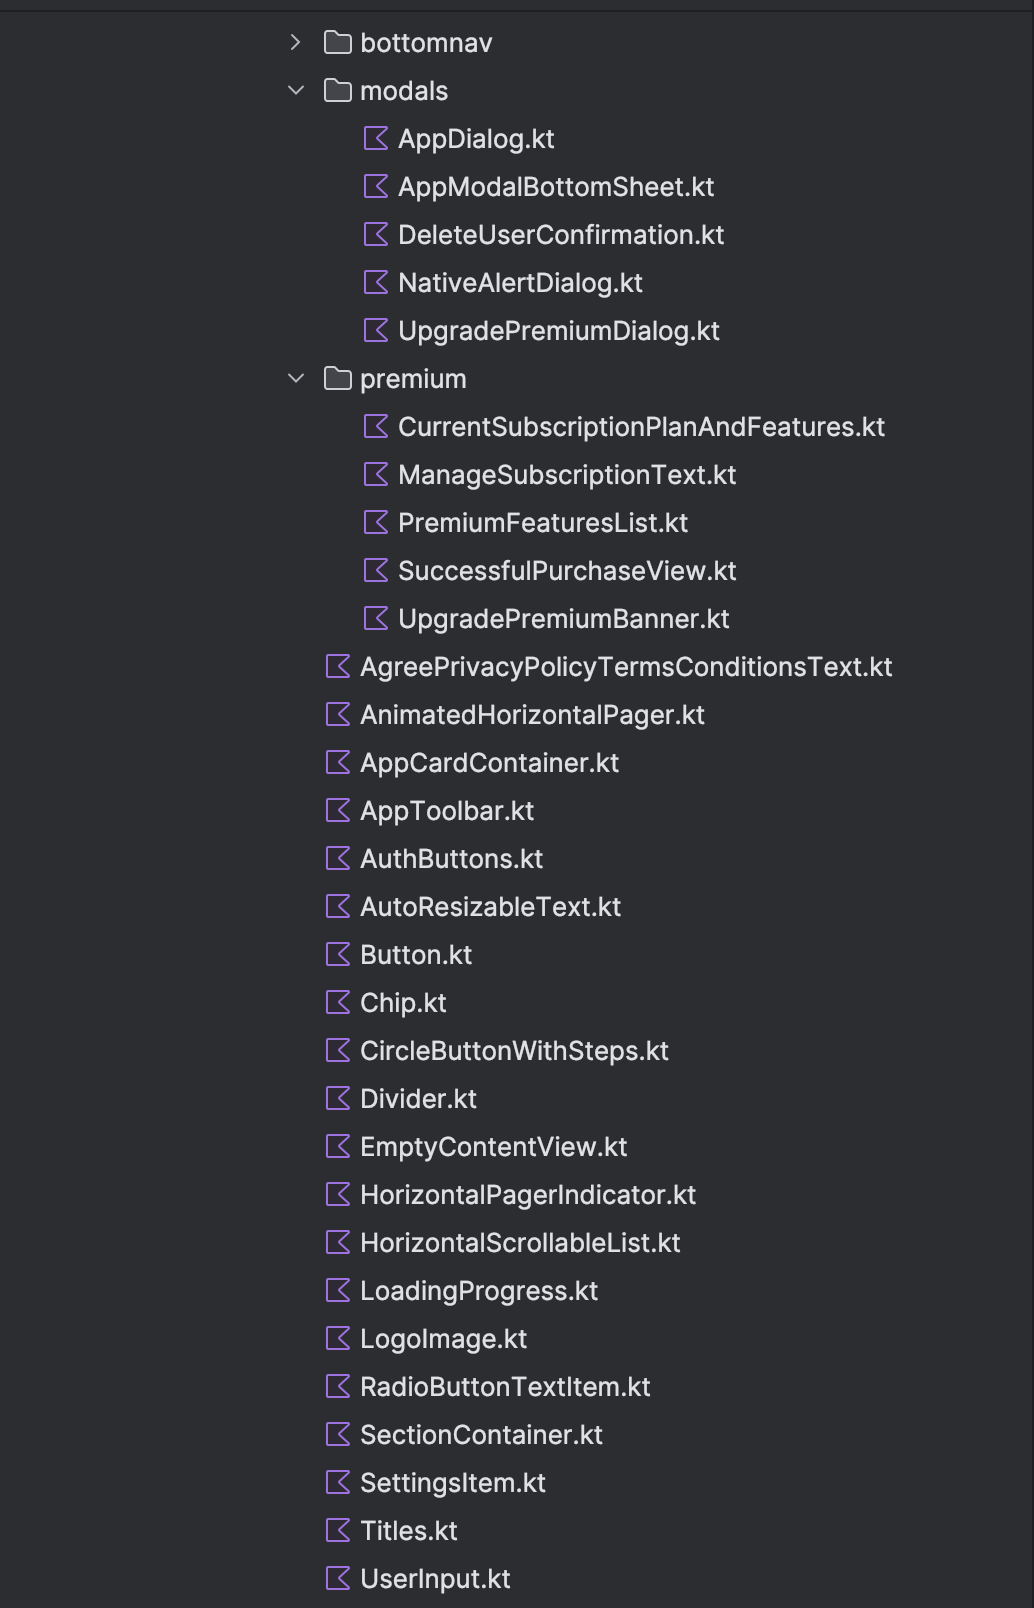 bottomnav
modals
AppDialog.kt
AppModalBottomSheet.kt
DeleteUserConfirmation.kt
NativeAlertDialog.kt
UpgradePremiumDialog.kt
premium
CurrentSubscriptionPlanAndFeatures.kt
ManageSubscriptionText.kt
PremiumFeaturesList.kt
SuccessfulPurchaseView.kt
UpgradePremiumBanner.kt
AgreePrivacyPolicyTermsConditionsText.kt
AnimatedHorizontalPager.kt
AppCardContainer.kt
AppToolbar.kt
AuthButtons.kt
AutoResizableText.kt
Button.kt
Chip.kt
CircleButtonWithSteps.kt
Divider.kt
EmptyContentView.kt
HorizontalPagerIndicator.kt
HorizontalScrollableList.kt
LoadingProgress.kt
LogoImage.kt
RadioButtonTextItem.kt
SectionContainer.kt
SettingsItem.kt
Titles.kt
UserInput.kt